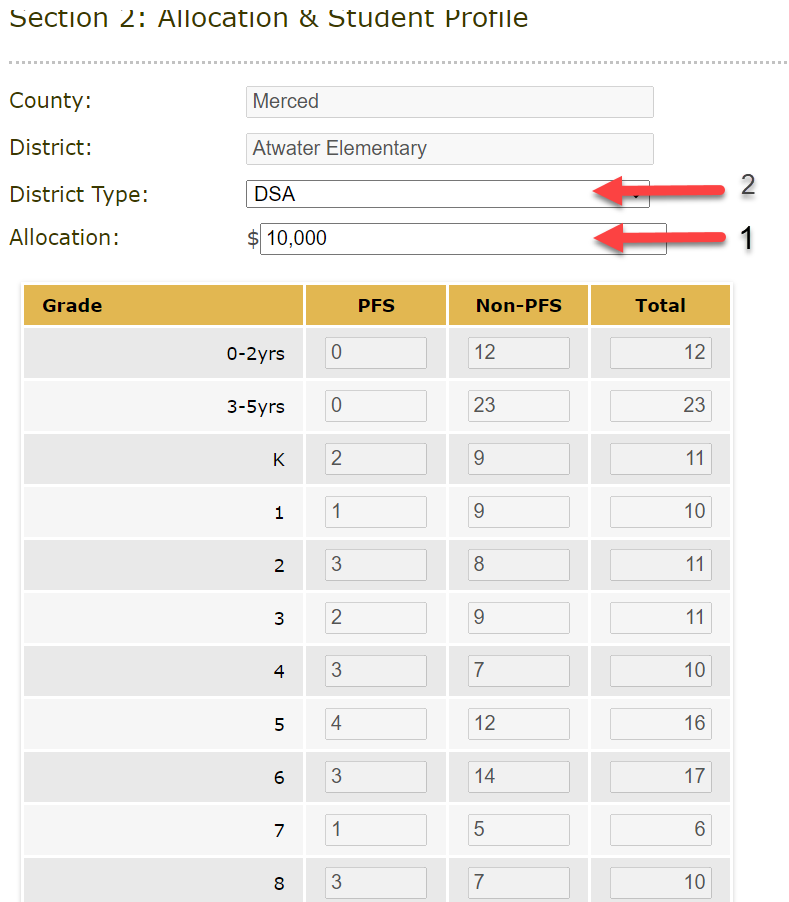 Section 2: Allocation & Student Profile
County: Merced
District: Atwater Elementary
District Type: DSA 2
Allocation: $ 10,000 1
Grade PFS Non-PFS Total
0-2yrs 0 12 12
3-5yrs 0 23 23
K 2 9 11
1 1 9 10
2 3 8 11
3 2 9 11
4 3 7 10
5 4 12 16
6 3 14 17
7 1 5 6
8 3 7 10